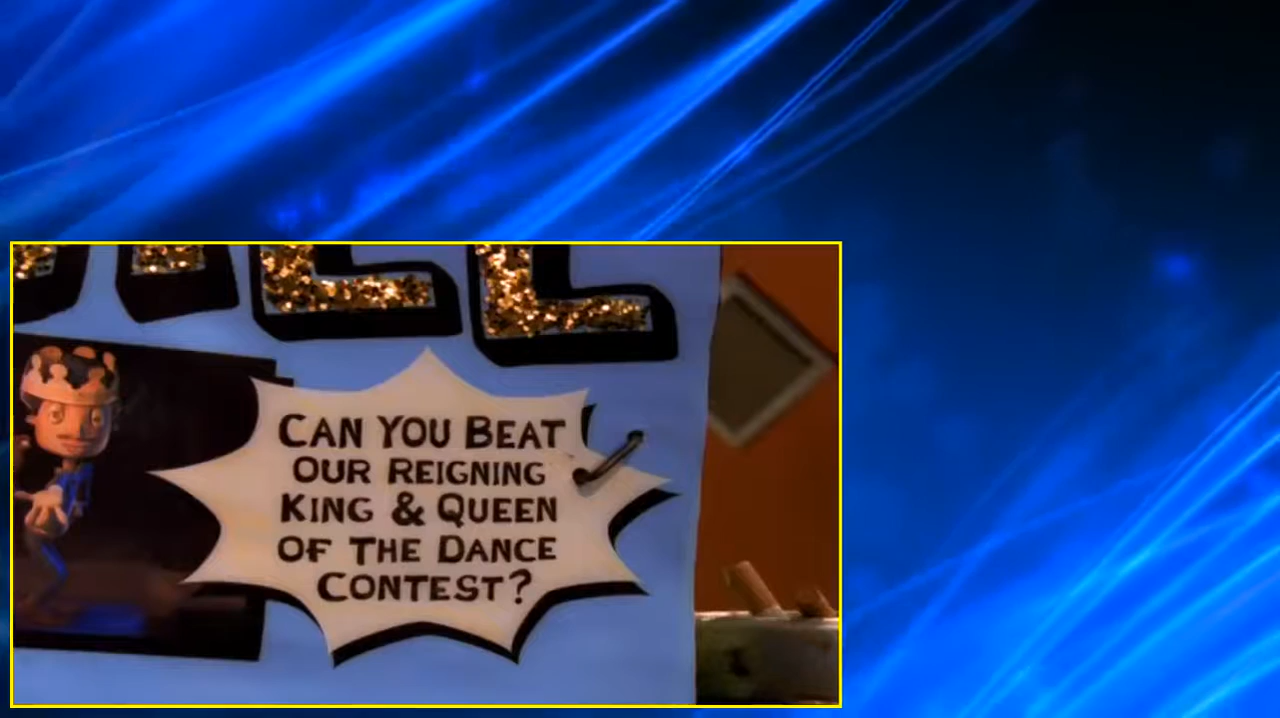 CAN YOU BEAT
OUR REIGNING
KING & QUEEN
OF THE DANCE
CONTEST?